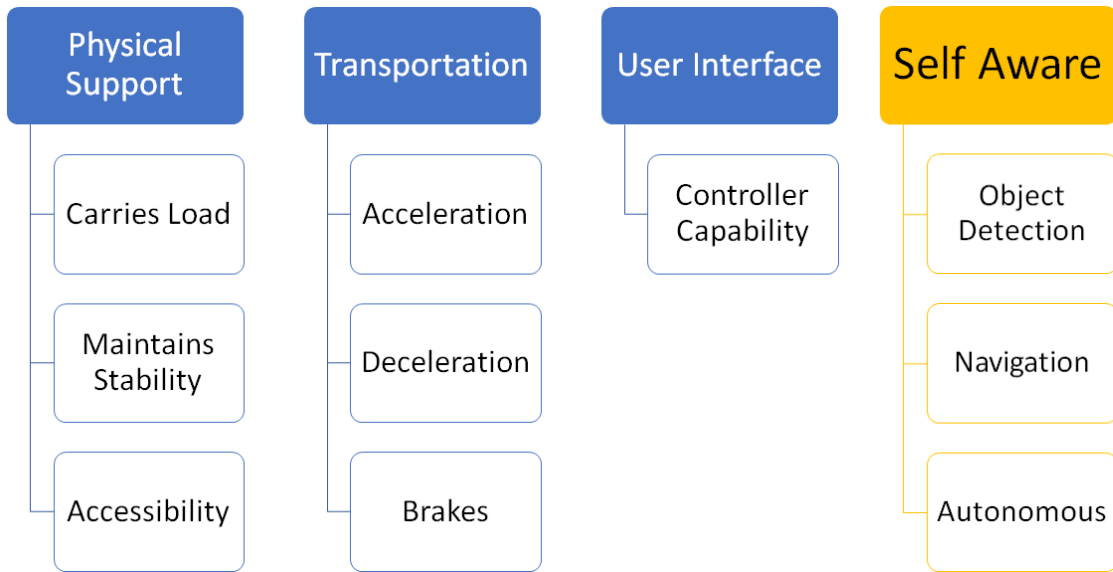 Physical
Support
Carries Load
Maintains
Stability
Accessibility
Transportation
Acceleration
Deceleration
Brakes
User Interface
Controller
Capability
Self Aware
Object
Detection
Navigation
Autonomous